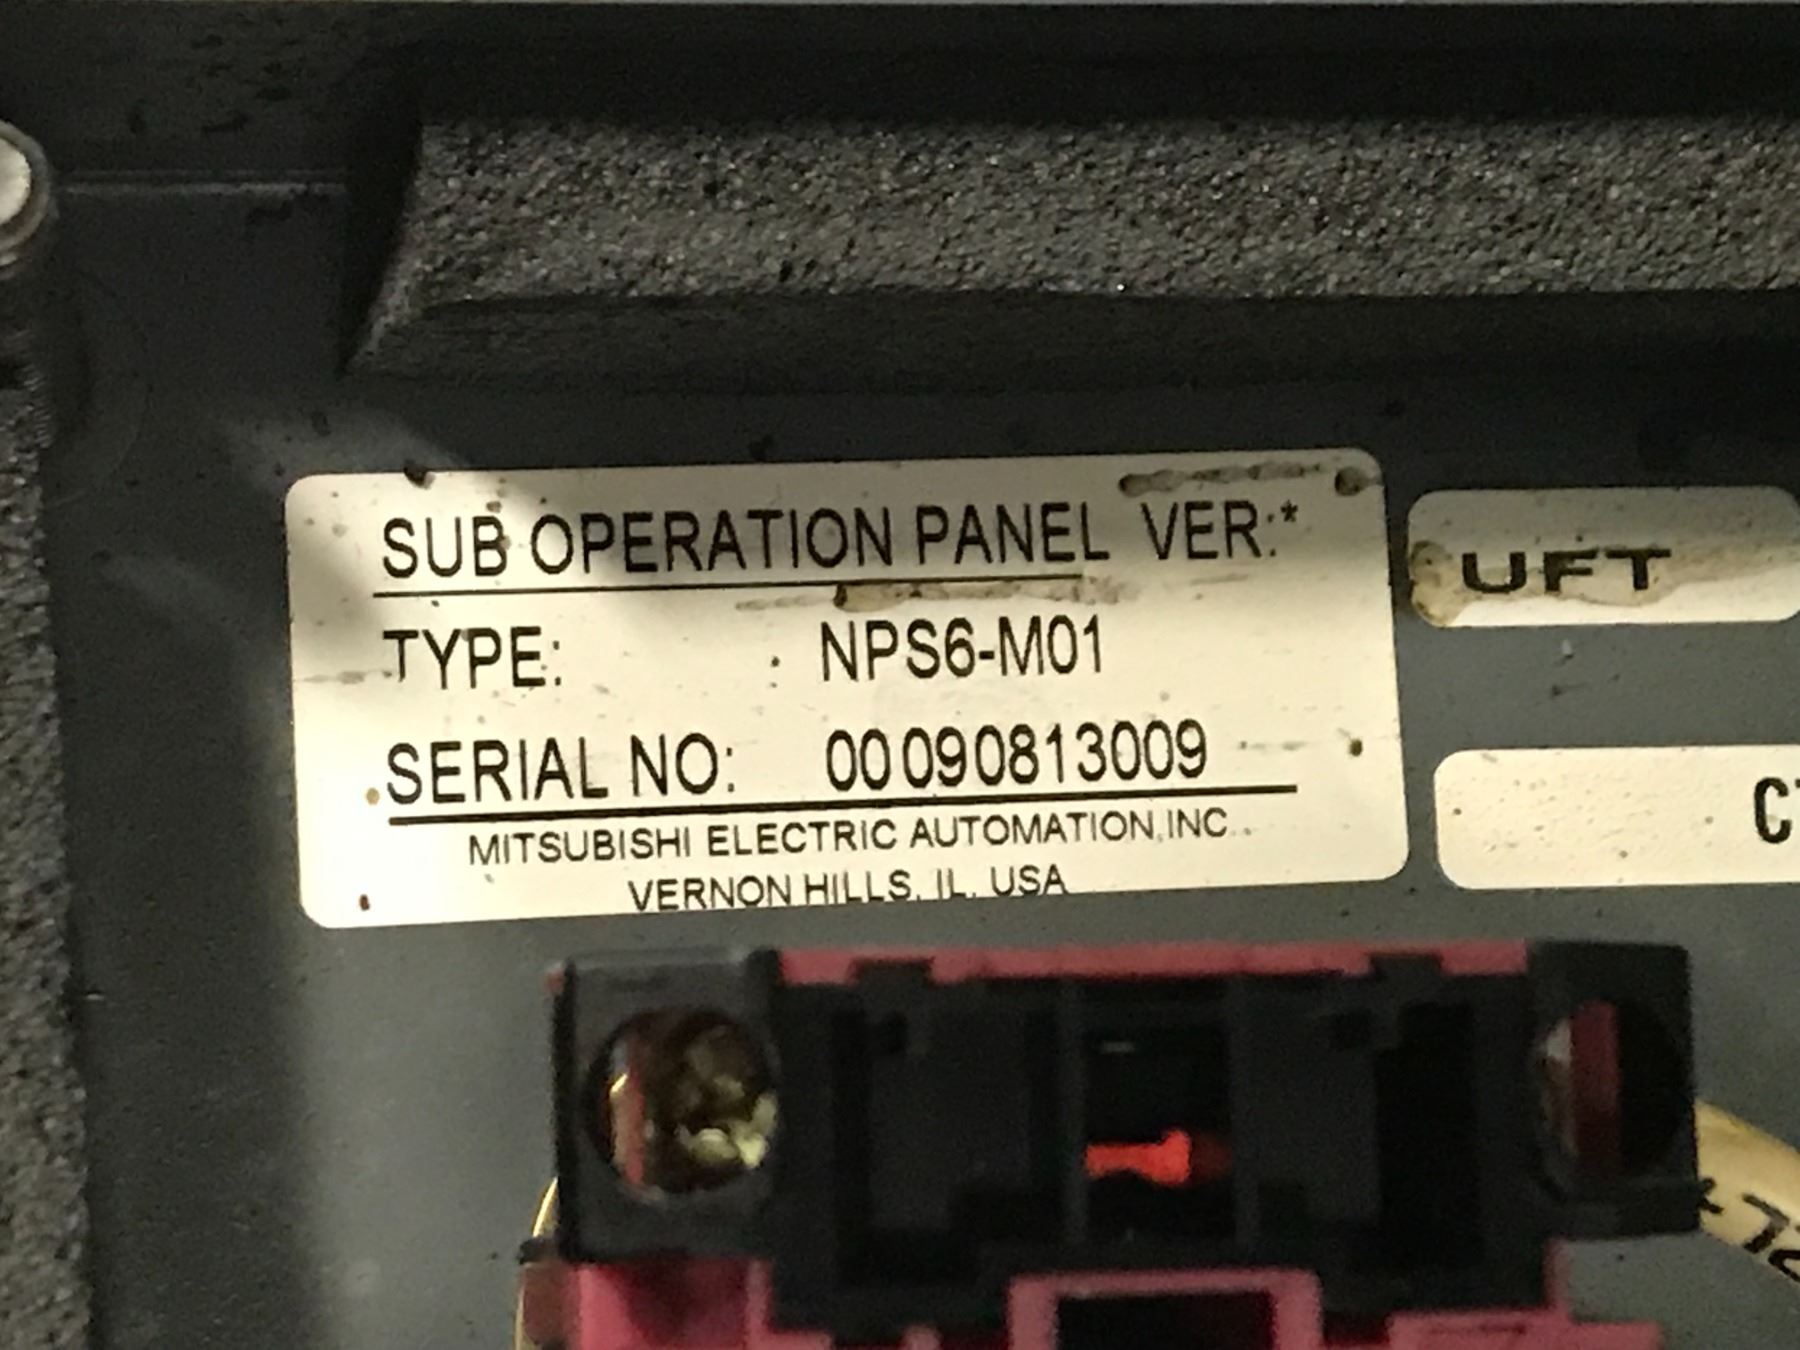 SUB OPERATION PANEL VER:*
TYPE: NPS6-M01
SERIAL NO: 00090813009
MITSUBISHI ELECTRIC AUTOMATION, INC.
VERNON HILLS, IL, USA
UFT